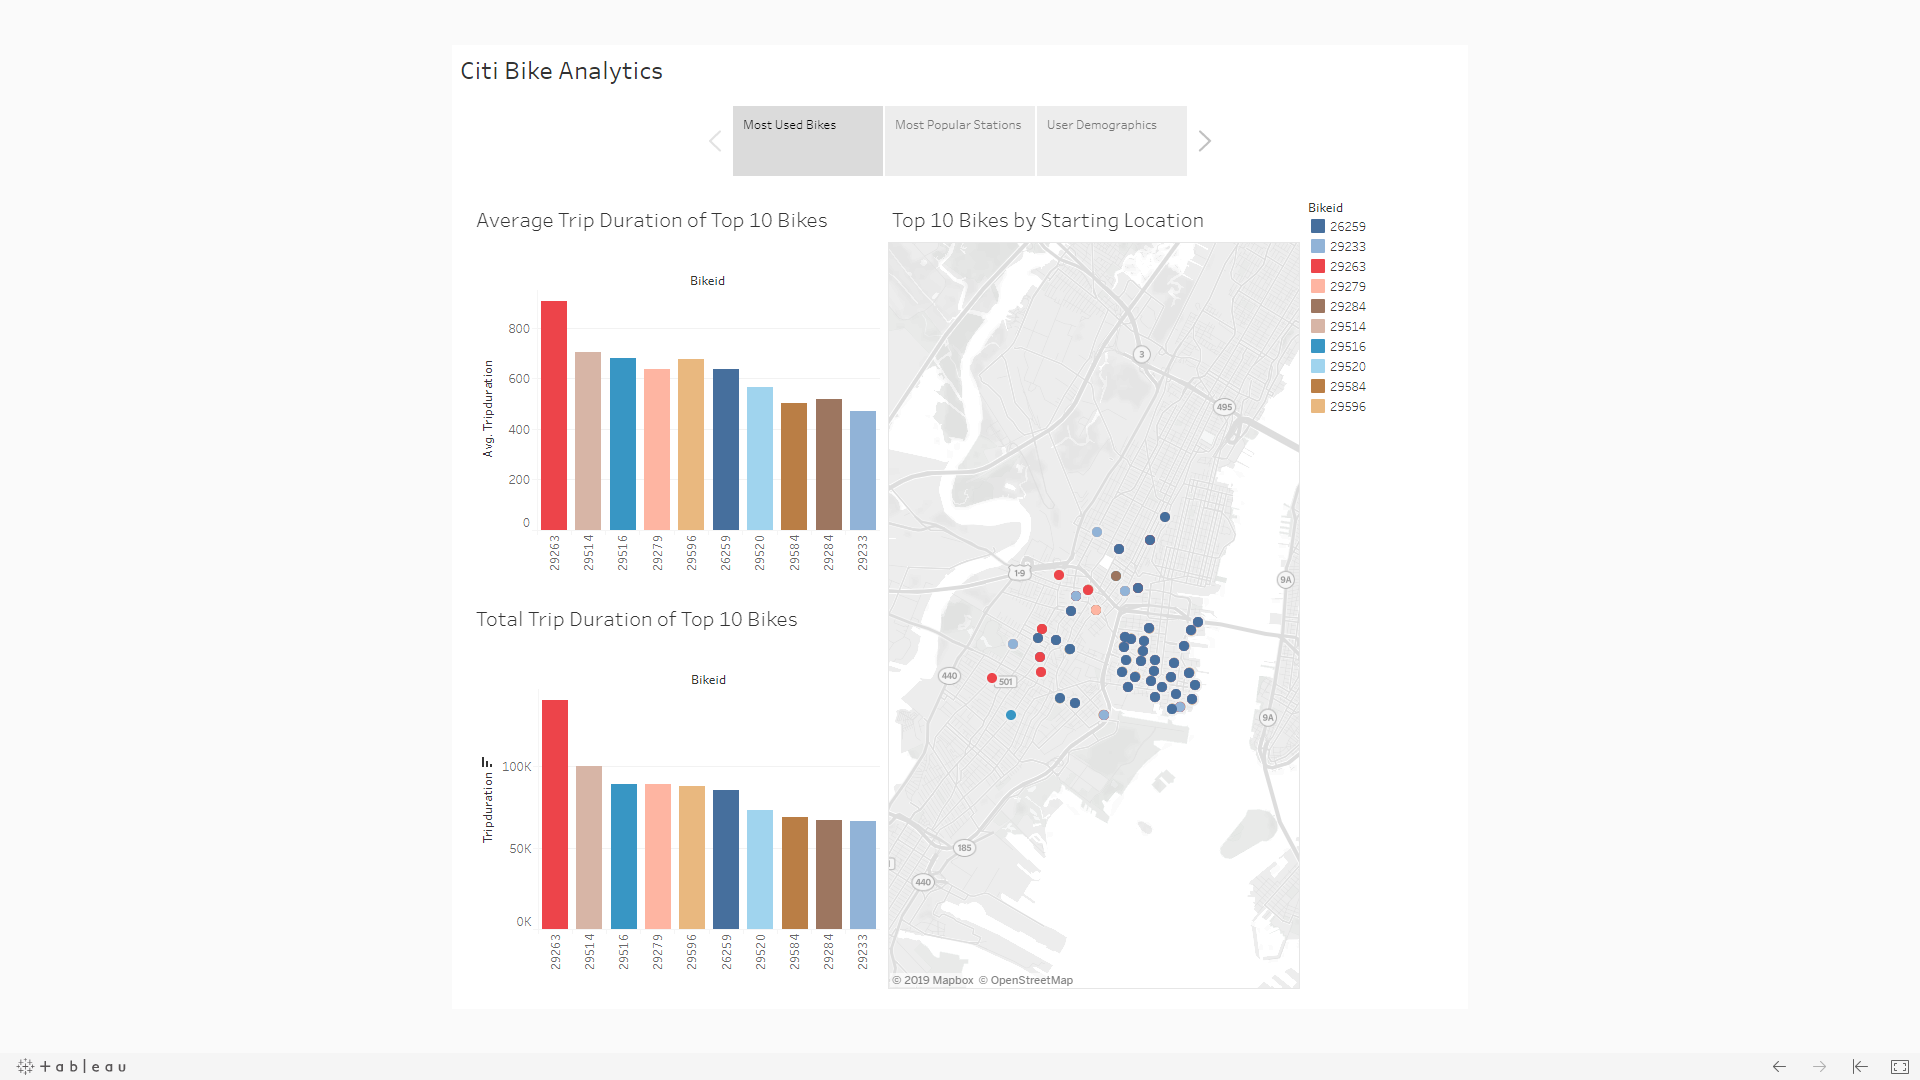 Citi Bike Analytics
Most Used Bikes
Most Popular Stations
User Demographics
Average Trip Duration of Top 10 Bikes
Bikeid
Avg. Tripduration
800
600
400
200
0
29263
29514
29516
29279
29596
26259
29520
29584
29284
29233
Total Trip Duration of Top 10 Bikes
Bikeid
Tripduration
100K
50K
0K
29263
29514
29516
29279
29596
26259
29520
29584
29284
29233
Top 10 Bikes by Starting Location
3
495
1-9
9A
440
501
9A
185
440
© 2019 Mapbox © OpenStreetMap
Bikeid
26259
29233
29263
29279
29284
29514
29516
29520
29584
29596
+ableau